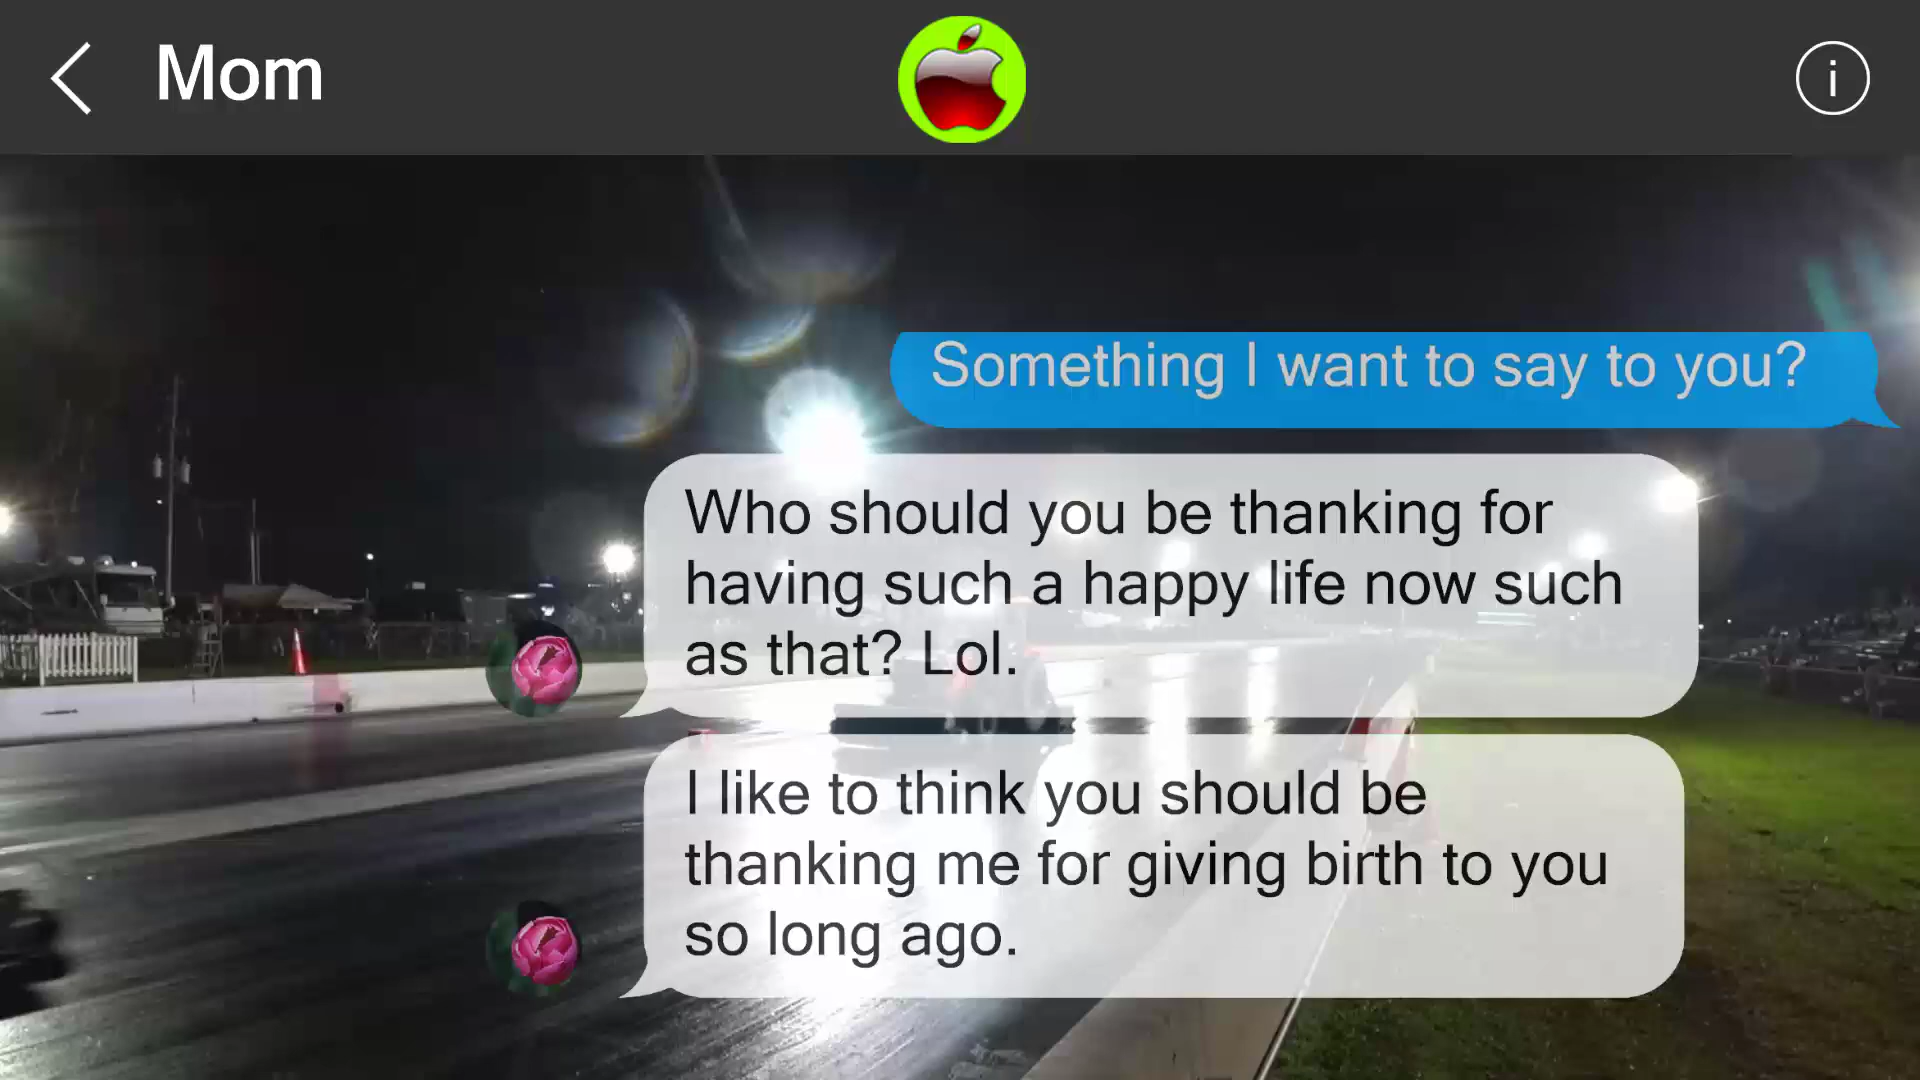 Mom
Something I want to say to you?
Who should you be thanking for
having such a happy life now such
as that? Lol.
I like to think you should be
thanking me for giving birth to you
so long ago.